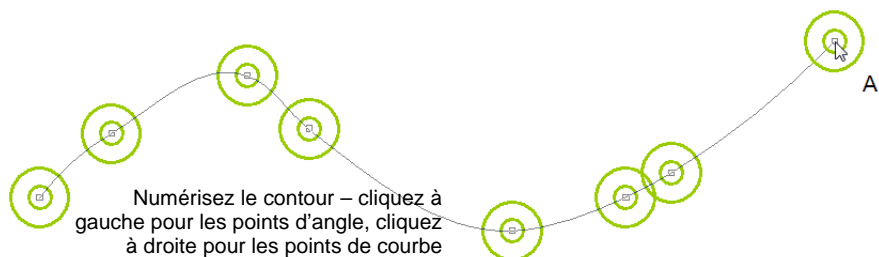 A
Numérisez le contour – cliquez à
gauche pour les points d'angle, cliquez
à droite pour les points de courbe